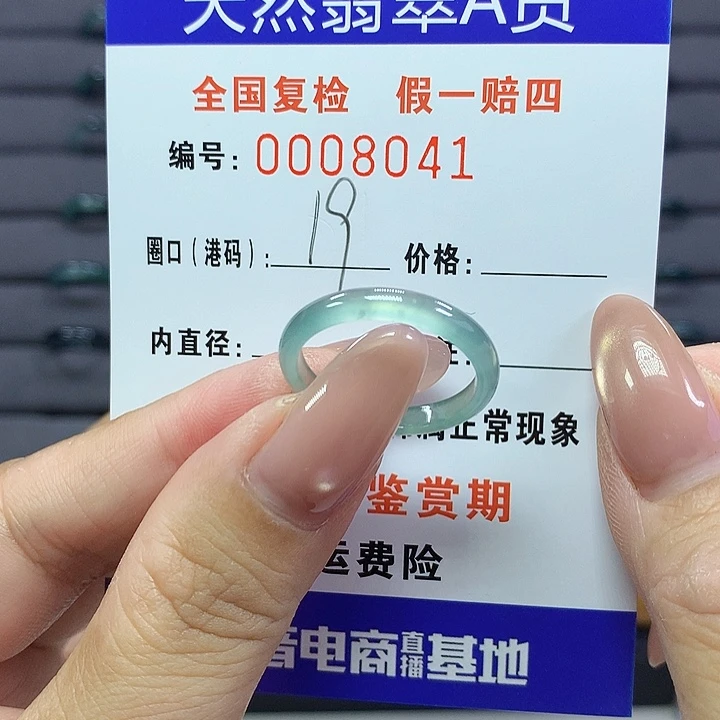 天然翡翠A货
全国复检 假一赔四
编号: 0008041
圈口(港码): 19 价格:
内直径:
正常现象
鉴赏期
运费险
音电商直播基地